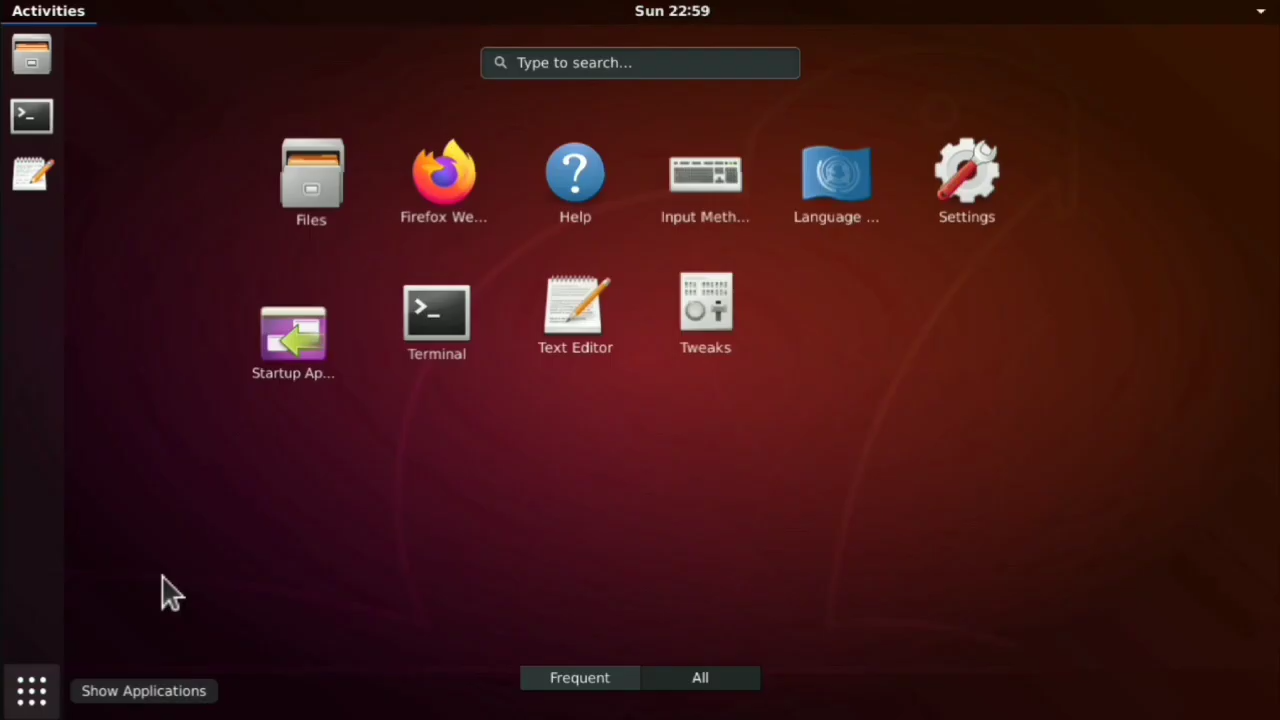 Activities
Sun 22:59
Type to search...
Files
Firefox We...
Help
Input Meth...
Language ...
Settings
Startup Ap...
Terminal
Text Editor
Tweaks
Frequent
All
Show Applications